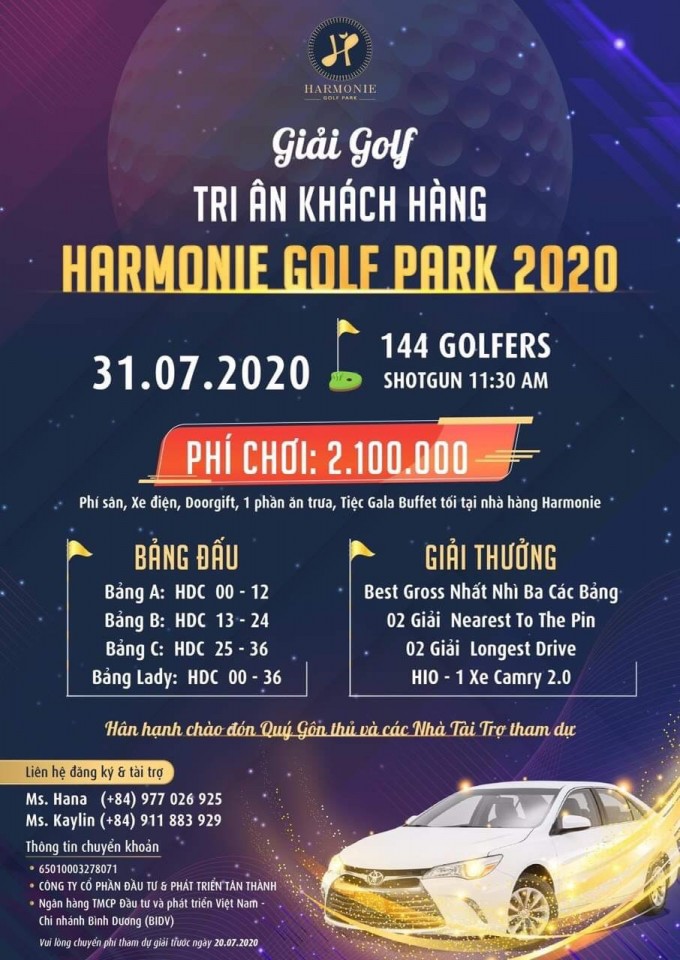 HARMONIE
GOLF PARK
Giải Golf
TRI ÂN KHÁCH HÀNG
HARMONIE GOLF PARK 2020
31.07.2020
144 GOLFERS
SHOTGUN 11:30 AM
PHÍ CHƠI: 2.100.000
Phí sân, Xe điện, Doorgift, 1 phần ăn trưa, Tiệc Gala Buffet tối tại nhà hàng Harmonie
BẢNG ĐẤU
Bảng A: HDC 00 - 12
Bảng B: HDC 13 - 24
Bảng C: HDC 25 - 36
Bảng Lady: HDC 00 - 36
GIẢI THƯỞNG
Best Gross Nhất Nhì Ba Các Bảng
02 Giải Nearest To The Pin
02 Giải Longest Drive
HIO - 1 Xe Camry 2.0
Hân hạnh chào đón Quý Gôn thủ và các Nhà Tài Trợ tham dự
Liên hệ đăng ký & tài trợ
Ms. Hana (+84) 977 026 925
Ms. Kaylin (+84) 911 883 929
Thông tin chuyển khoản
• 65010003278071
• CÔNG TY CỔ PHẦN ĐẦU TƯ & PHÁT TRIỂN TÂN THÀNH
• Ngân hàng TMCP Đầu tư và phát triển Việt Nam -
Chi nhánh Bình Dương (BIDV)
Vui lòng chuyển phí tham dự giải trước ngày 20.07.2020